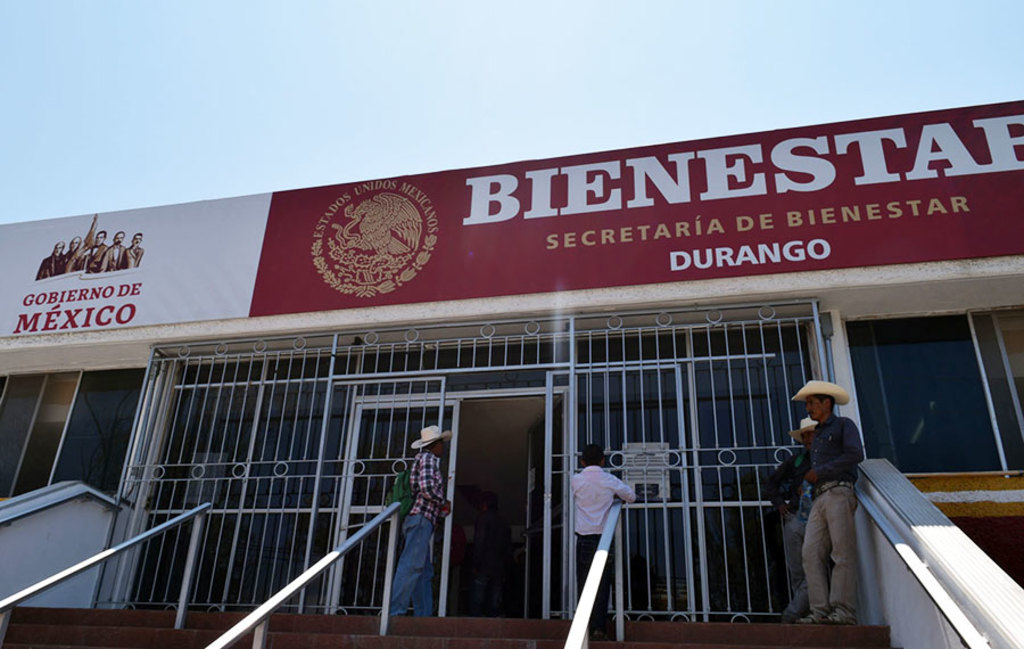 GOBIERNO DE
MÉXICO
ESTADOS UNIDOS MEXICANOS
BIENESTAR
SECRETARÍA DE BIENESTAR
DURANGO